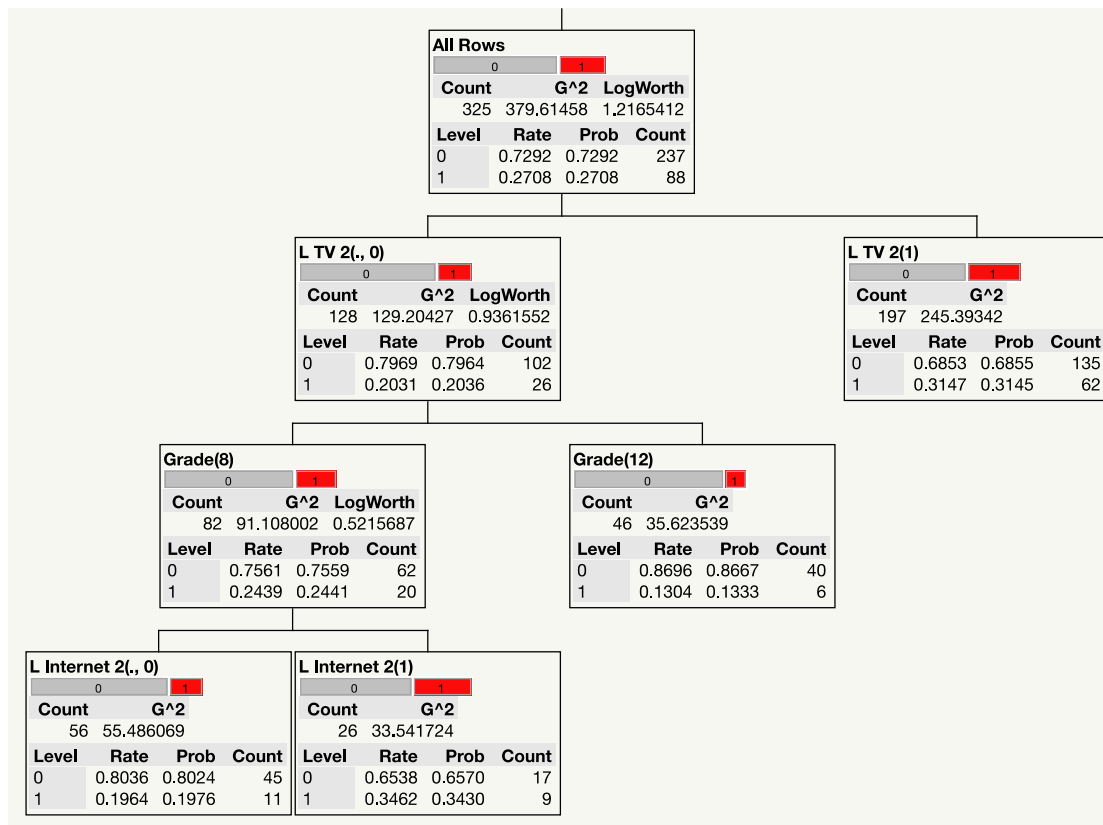 All Rows
0 1
Count G^2 LogWorth
325 379.61458 1.2165412
Level Rate Prob Count
0 0.7292 0.7292 237
1 0.2708 0.2708 88
L TV 2(., 0)
0 1
Count G^2 LogWorth
128 129.20427 0.9361552
Level Rate Prob Count
0 0.7969 0.7964 102
1 0.2031 0.2036 26
L TV 2(1)
0 1
Count G^2
197 245.39342
Level Rate Prob Count
0 0.6853 0.6855 135
1 0.3147 0.3145 62
Grade(8)
0 1
Count G^2 LogWorth
82 91.108002 0.5215687
Level Rate Prob Count
0 0.7561 0.7559 62
1 0.2439 0.2441 20
Grade(12)
0 1
Count G^2
46 35.623539
Level Rate Prob Count
0 0.8696 0.8667 40
1 0.1304 0.1333 6
L Internet 2(., 0)
0 1
Count G^2
56 55.486069
Level Rate Prob Count
0 0.8036 0.8024 45
1 0.1964 0.1976 11
L Internet 2(1)
0 1
Count G^2
26 33.541724
Level Rate Prob Count
0 0.6538 0.6570 17
1 0.3462 0.3430 9